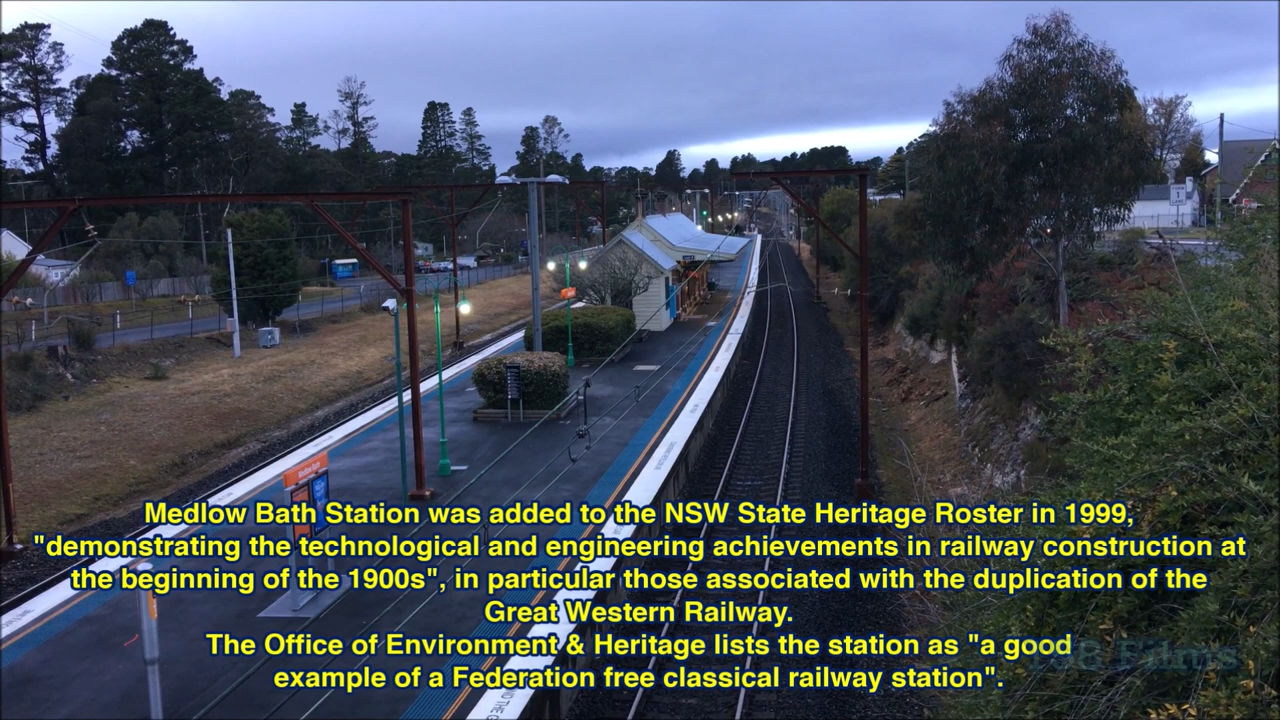 Medlow Bath
Medlow Bath Station was added to the NSW State Heritage Roster in 1999,
"demonstrating the technological and engineering achievements in railway construction at
the beginning of the 1900s", in particular those associated with the duplication of the
Great Western Railway.
The Office of Environment & Heritage lists the station as "a good
example of a Federation free classical railway station".
Films